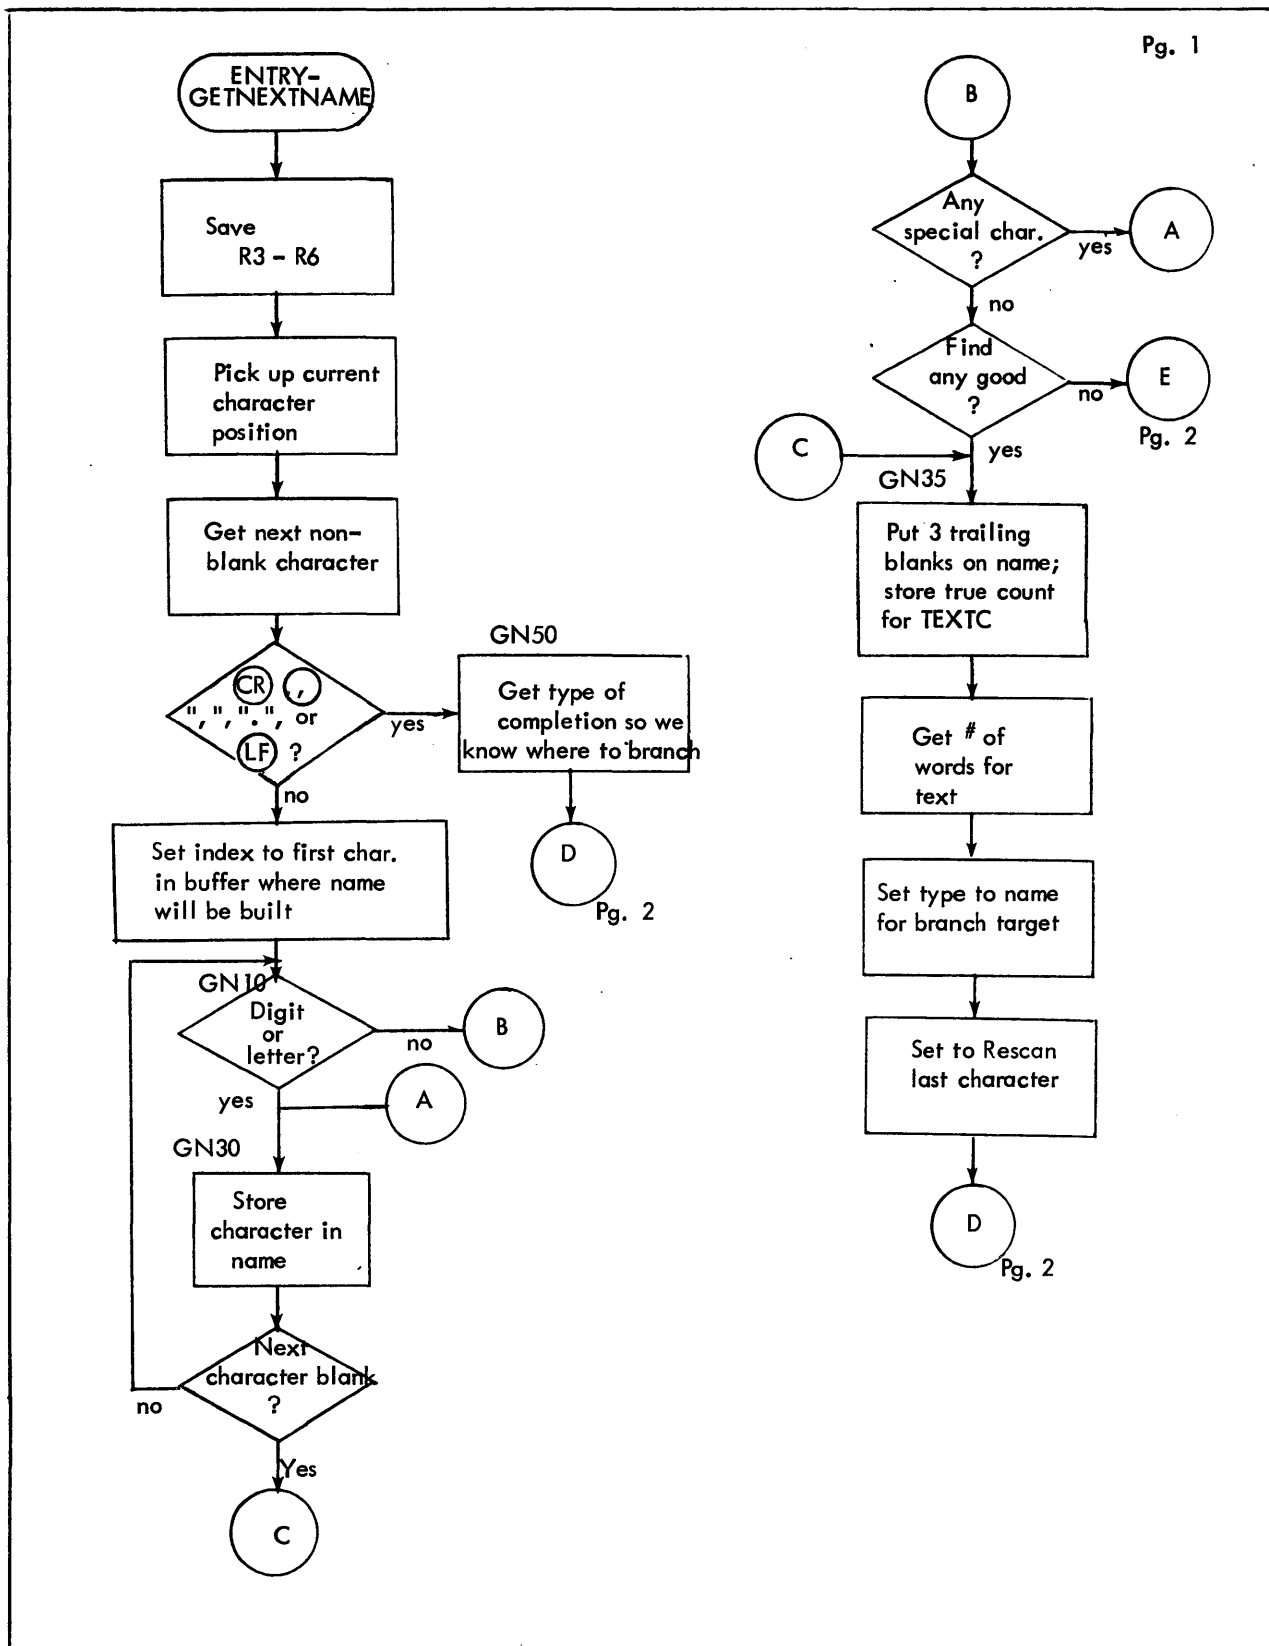 Pg. 1
ENTRY-
GETNEXTNAME
Save
R3 - R6
Pick up current
character
position
Get next non-
blank character
CR , 
",", ".", or
LF ?
yes
no
GN50
Get type of
completion so we
know where to branch
D
Pg. 2
Set index to first char.
in buffer where name
will be built
GN10
Digit
or
letter?
no
B
yes
A
GN30
Store
character in
name
Next
character blank
?
no
Yes
C
B
Any
special char.
?
yes
A
no
Find
any good
?
no
E
Pg. 2
yes
C
GN35
Put 3 trailing
blanks on name;
store true count
for TEXTC
Get # of
words for
text
Set type to name
for branch target
Set to Rescan
last character
D
Pg. 2